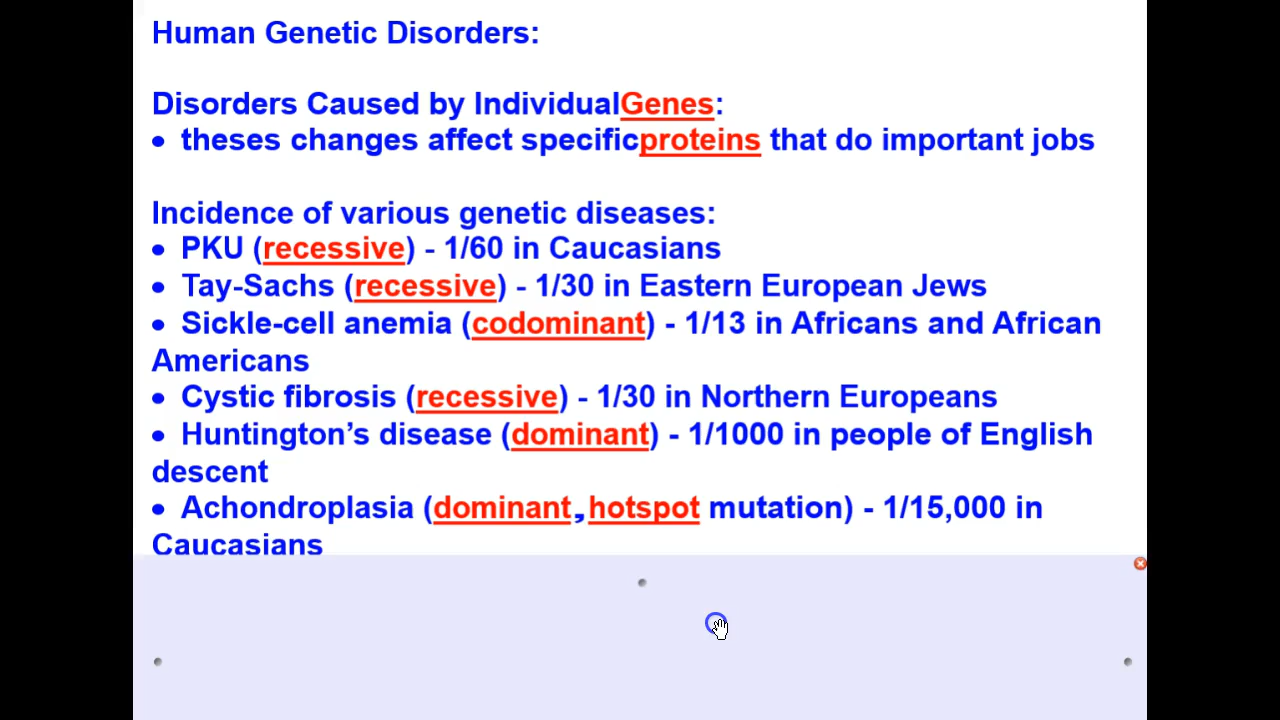 Human Genetic Disorders:
Disorders Caused by IndividualGenes:
• theses changes affect specificproteins that do important jobs
Incidence of various genetic diseases:
• PKU (recessive) - 1/60 in Caucasians
• Tay-Sachs (recessive) - 1/30 in Eastern European Jews
• Sickle-cell anemia (codominant) - 1/13 in Africans and African
Americans
• Cystic fibrosis (recessive) - 1/30 in Northern Europeans
• Huntington’s disease (dominant) - 1/1000 in people of English
descent
• Achondroplasia (dominant,hotspot mutation) - 1/15,000 in
Caucasians